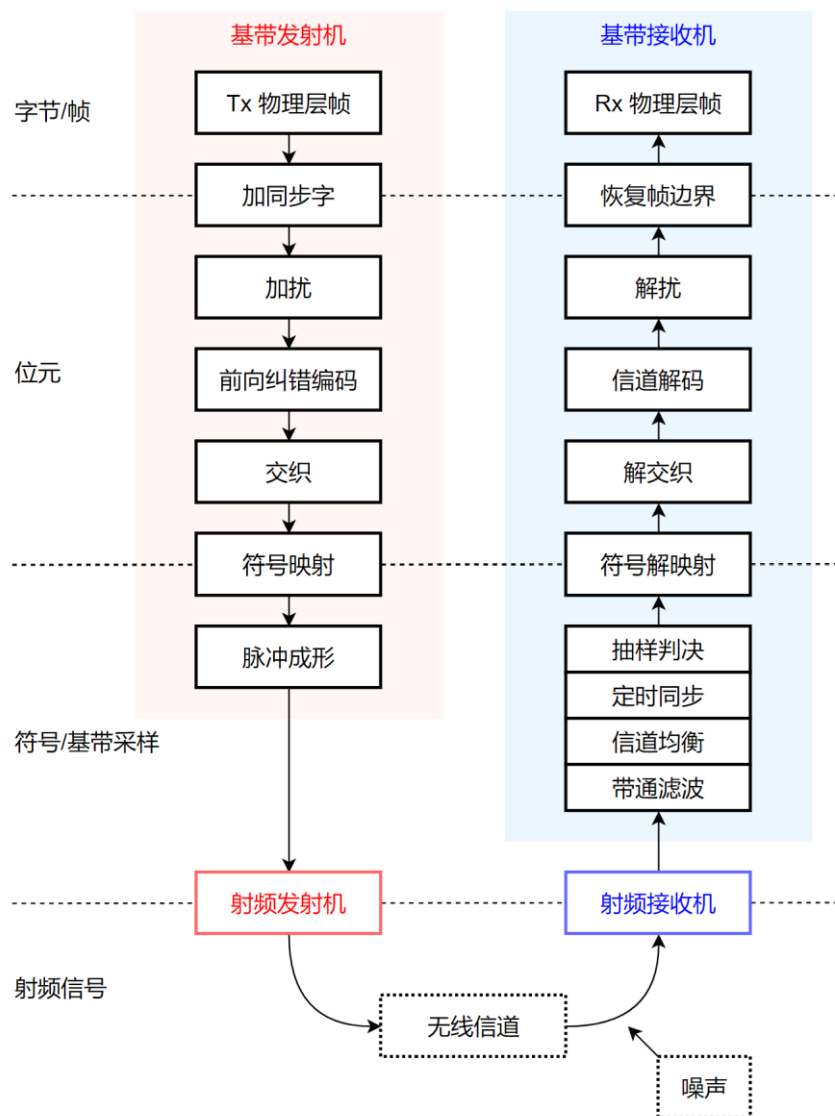 基带发射机
基带接收机
字节/帧
Tx 物理层帧
Rx 物理层帧
加同步字
恢复帧边界
加扰
解扰
位元
前向纠错编码
信道解码
交织
解交织
符号映射
符号解映射
脉冲成形
抽样判决
定时同步
符号/基带采样
信道均衡
带通滤波
射频发射机
射频接收机
射频信号
无线信道
噪声